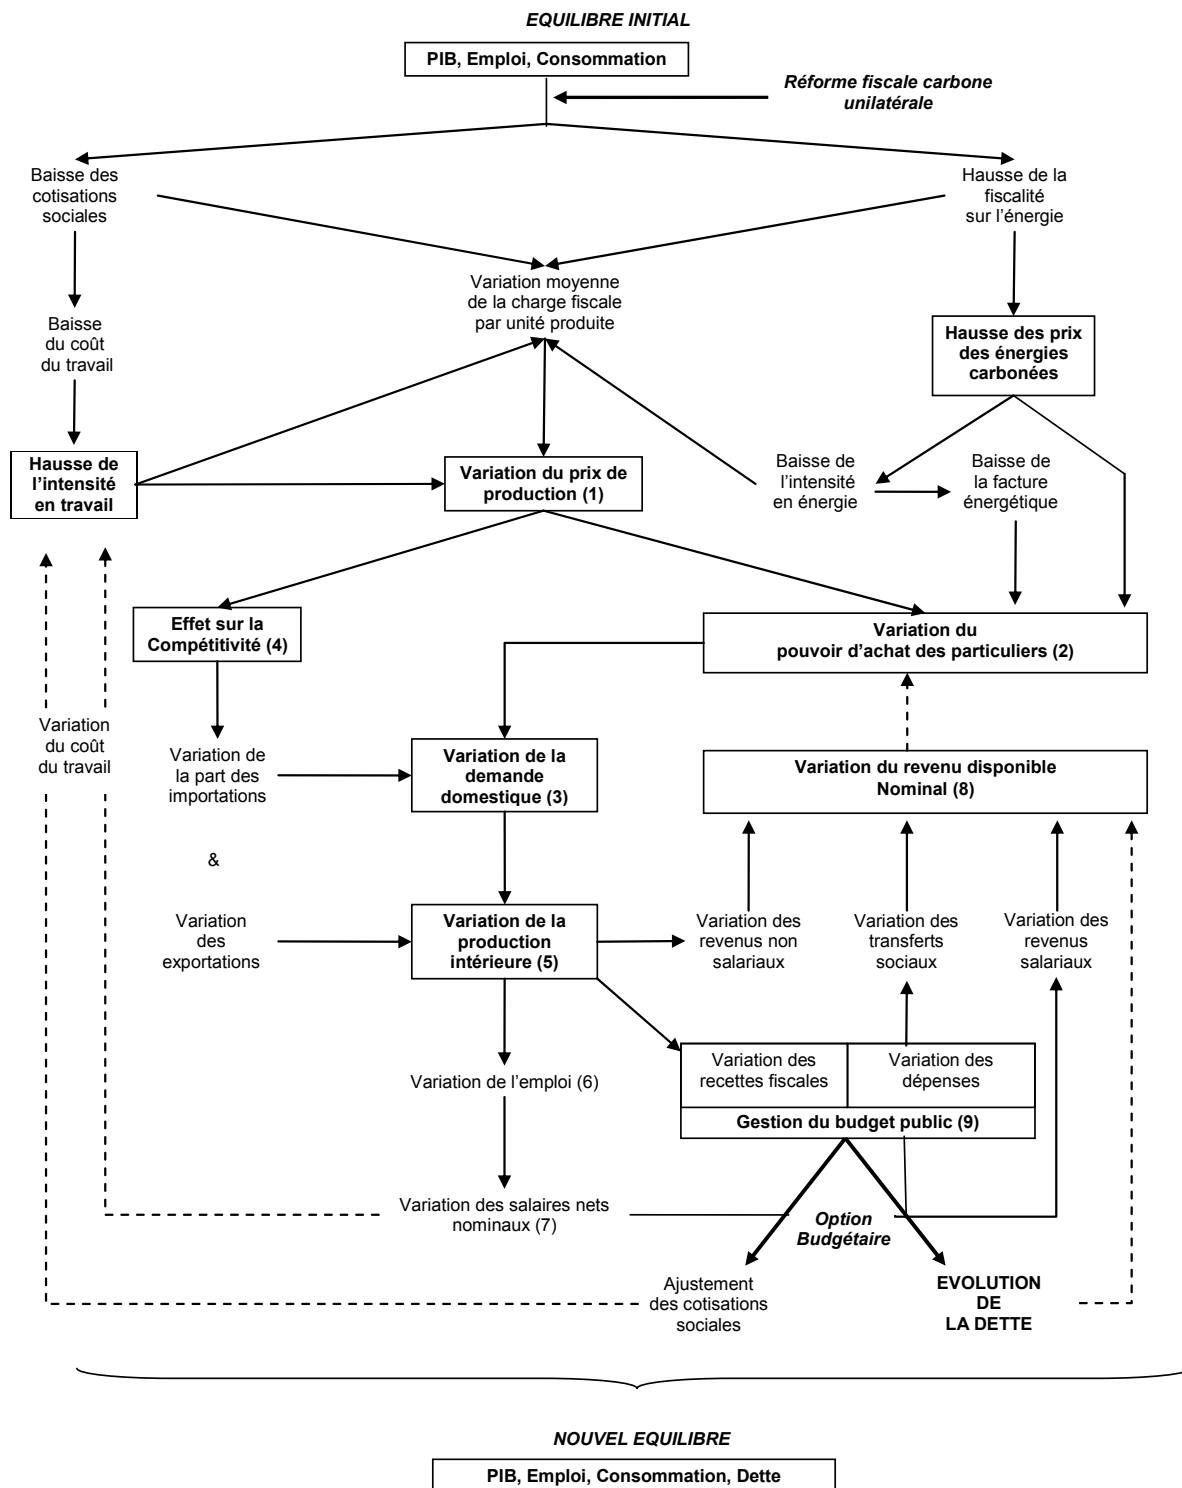 EQUILIBRE INITIAL
PIB, Emploi, Consommation
Réforme fiscale carbone
unilatérale
Baisse des
cotisations
sociales
Hausse de la
fiscalité
sur l’énergie
Variation moyenne
de la charge fiscale
par unité produite
Baisse
du coût
du travail
Hausse des prix
des énergies
carbonées
Hausse de
l’intensité
en travail
Variation du prix de
production (1)
Baisse de
l’intensité
en énergie
Baisse de
la facture
énergétique
Effet sur la
Compétitivité (4)
Variation du
pouvoir d’achat des particuliers (2)
Variation
du coût
du travail
Variation de
la part des
importations
Variation de la
demande
domestique (3)
Variation du revenu disponible
Nominal (8)
&
Variation
des
exportations
Variation de la
production
intérieure (5)
Variation des
revenus non
salariaux
Variation des
transferts
sociaux
Variation des
revenus
salariaux
Variation des
recettes fiscales
Variation des
dépenses
Gestion du budget public (9)
Variation de l’emploi (6)
Variation des salaires nets
nominaux (7)
Option
Budgétaire
Ajustement
des cotisations
sociales
EVOLUTION
DE
LA DETTE
NOUVEL EQUILIBRE
PIB, Emploi, Consommation, Dette